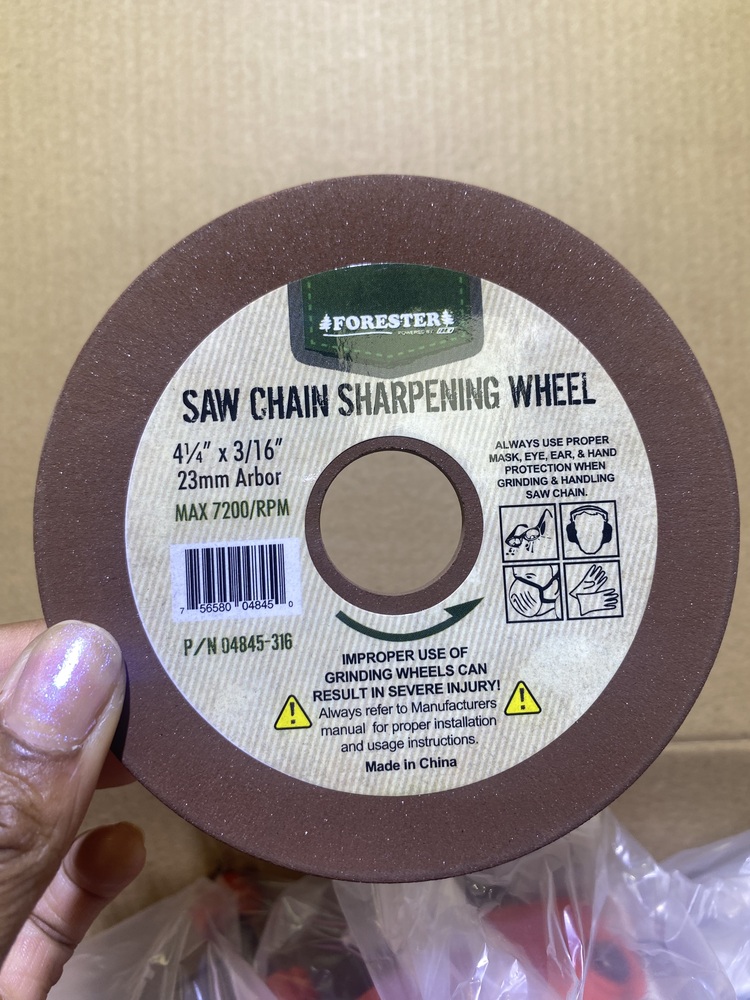 FORESTER
POWERED BY
SAW CHAIN SHARPENING WHEEL
4¼" x 3/16"
23mm Arbor
MAX 7200/RPM
7 56580 04845 0
P/N 04845-316
ALWAYS USE PROPER
MASK, EYE, EAR, & HAND
PROTECTION WHEN
GRINDING & HANDLING
SAW CHAIN.
IMPROPER USE OF
GRINDING WHEELS CAN
RESULT IN SEVERE INJURY!
Always refer to Manufacturers
manual for proper installation
and usage instructions.
Made in China